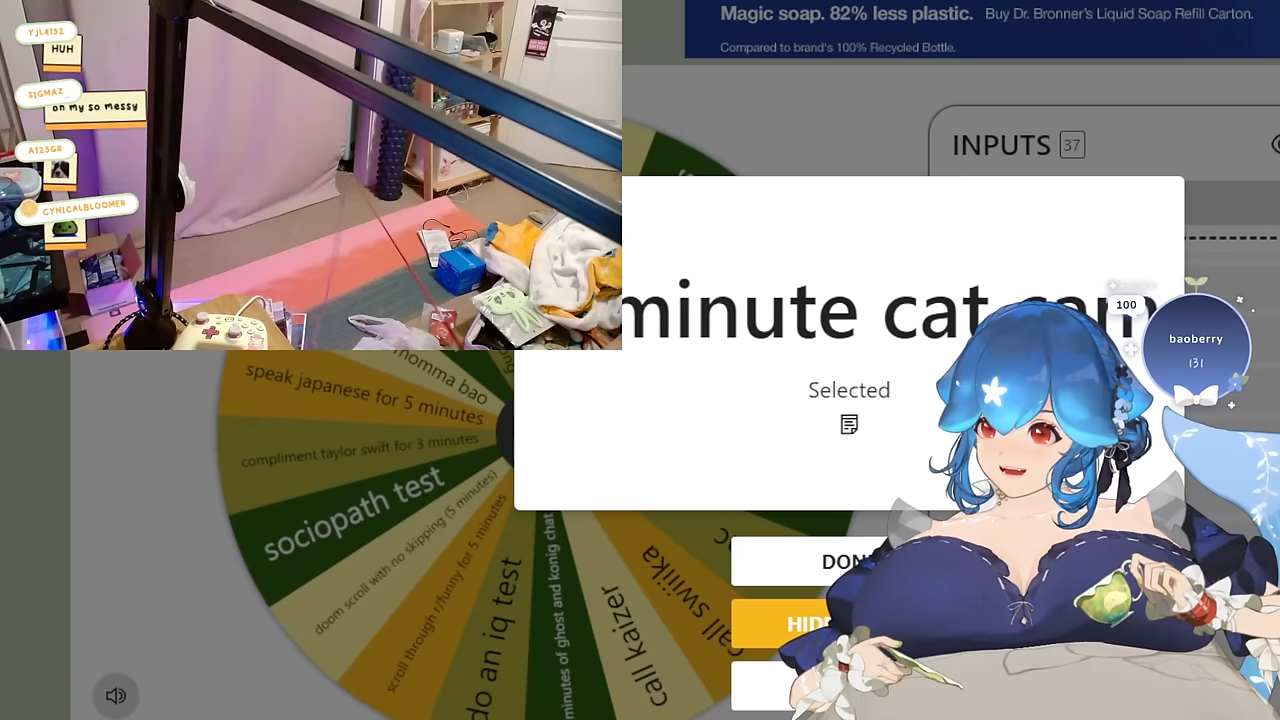 YJL4132
HUH
SIGMAZ_
oh my so messy
A123GR
CYNICALBLOOMER
Magic soap. 82% less plastic. Buy Dr. Bronner's Liquid Soap Refill Carton.
Compared to brand's 100% Recycled Bottle.
INPUTS 37
minute cat cam
Selected
100
baoberry
131
momma bao
speak japanese for 5 minutes
compliment taylor swift for 3 minutes
sociopath test
doom scroll with no skipping (5 minutes)
scroll through r/funny for 5 minutes
do an iq test
minutes of ghost and konig chat
call kaizer
call swiiika
DON
HID